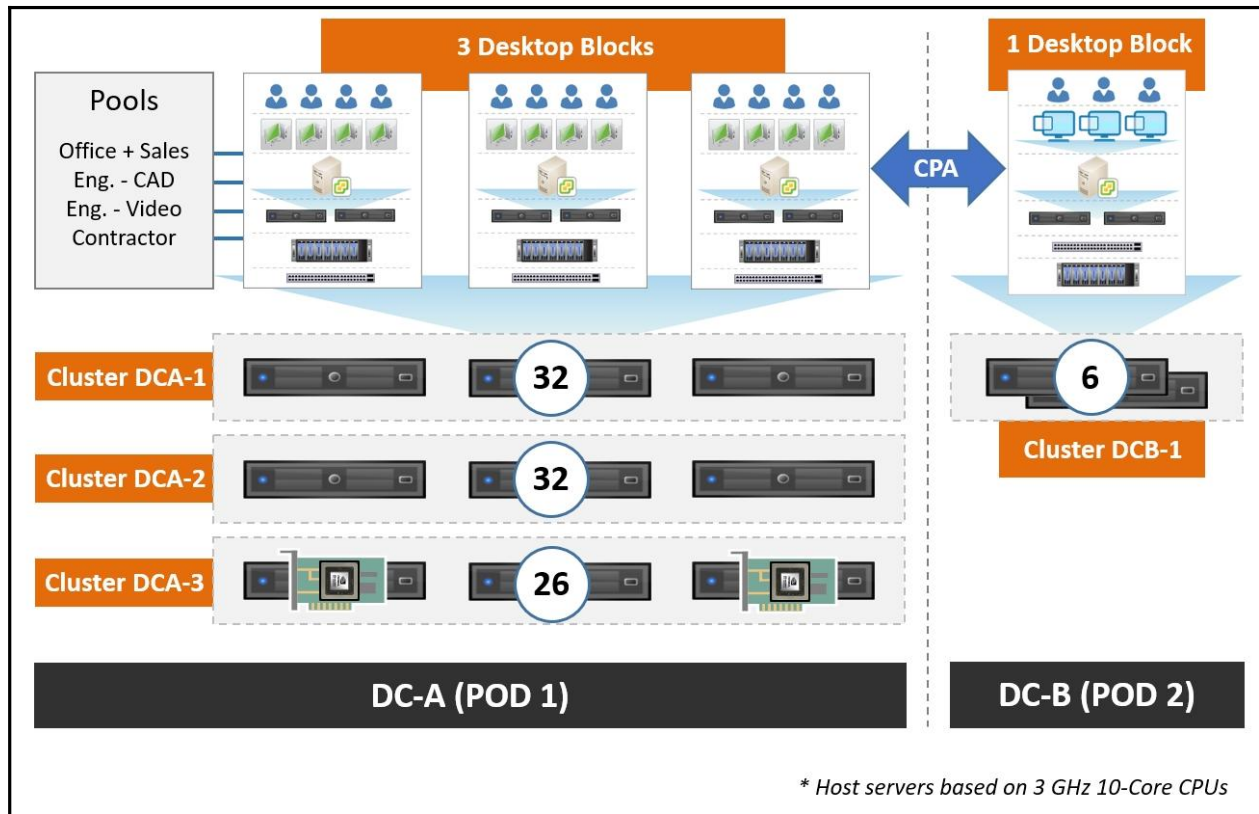 3 Desktop Blocks
1 Desktop Block
Pools
Office + Sales
Eng. - CAD
Eng. - Video
Contractor
CPA
Cluster DCA-1
32
6
Cluster DCB-1
Cluster DCA-2
32
Cluster DCA-3
26
DC-A (POD 1)
DC-B (POD 2)
* Host servers based on 3 GHz 10-Core CPUs